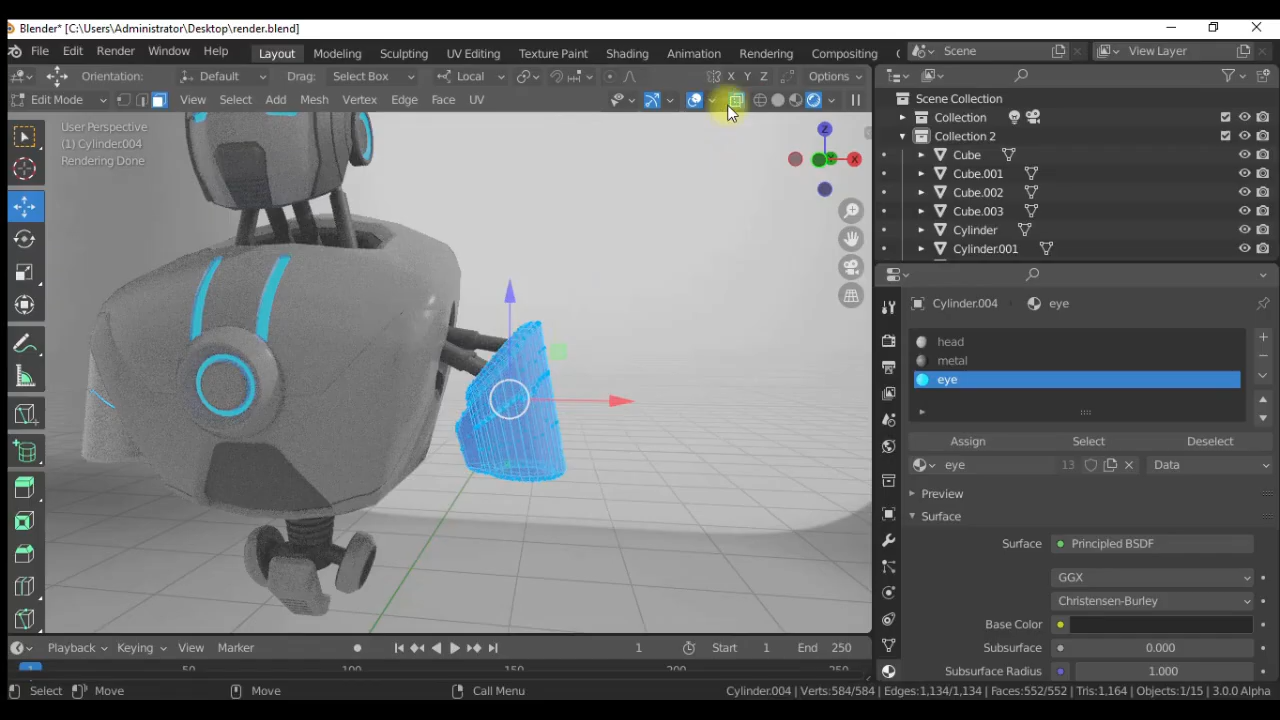 Blender* [C:\Users\Administrator\Desktop\render.blend]
File Edit Render Window Help Layout Modeling Sculpting UV Editing Texture Paint Shading Animation Rendering Compositing Scene View Layer
Orientation: Default Drag: Select Box Local X Y Z Options
Edit Mode View Select Add Mesh Vertex Edge Face UV
Scene Collection
Collection
Collection 2
Cube
Cube.001
Cube.002
Cube.003
Cylinder
Cylinder.001
User Perspective
(1) Cylinder.004
Rendering Done
Z
X
Cylinder.004 eye
head
metal
eye
Assign Select Deselect
eye 13 Data
Preview
Surface
Surface Principled BSDF
GGX
Christensen-Burley
Base Color
Subsurface 0.000
Subsurface Radius 1.000
Playback Keying View Marker 1 Start 1 End 250
1 50 100 150 200 250
Select Move Move Call Menu Cylinder.004 | Verts:584/584 | Edges:1,134/1,134 | Faces:552/552 | Tris:1,164 | Objects:1/15 | 3.0.0 Alpha